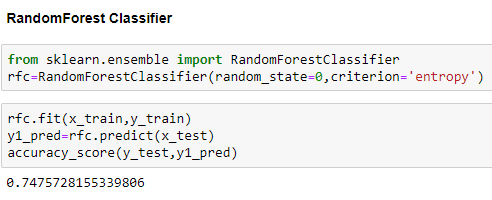 RandomForest Classifier
from sklearn.ensemble import RandomForestClassifier
rfc=RandomForestClassifier(random_state=0,criterion='entropy')
rfc.fit(x_train,y_train)
y1_pred=rfc.predict(x_test)
accuracy_score(y_test,y1_pred)
0.7475728155339806